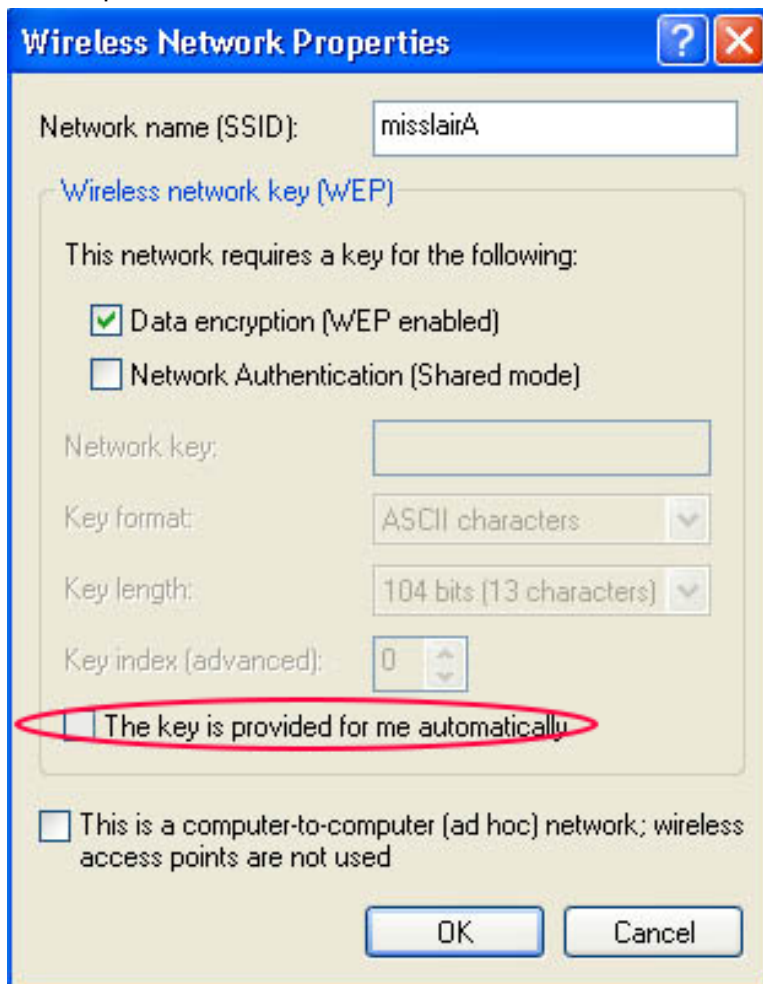 Wireless Network Properties
Network name (SSID): misslairA
Wireless network key (WEP)
This network requires a key for the following:
Data encryption (WEP enabled)
Network Authentication (Shared mode)
Network key:
Key format: ASCII characters
Key length: 104 bits (13 characters)
Key index (advanced): 0
The key is provided for me automatically
This is a computer-to-computer (ad hoc) network; wireless
access points are not used
OK Cancel